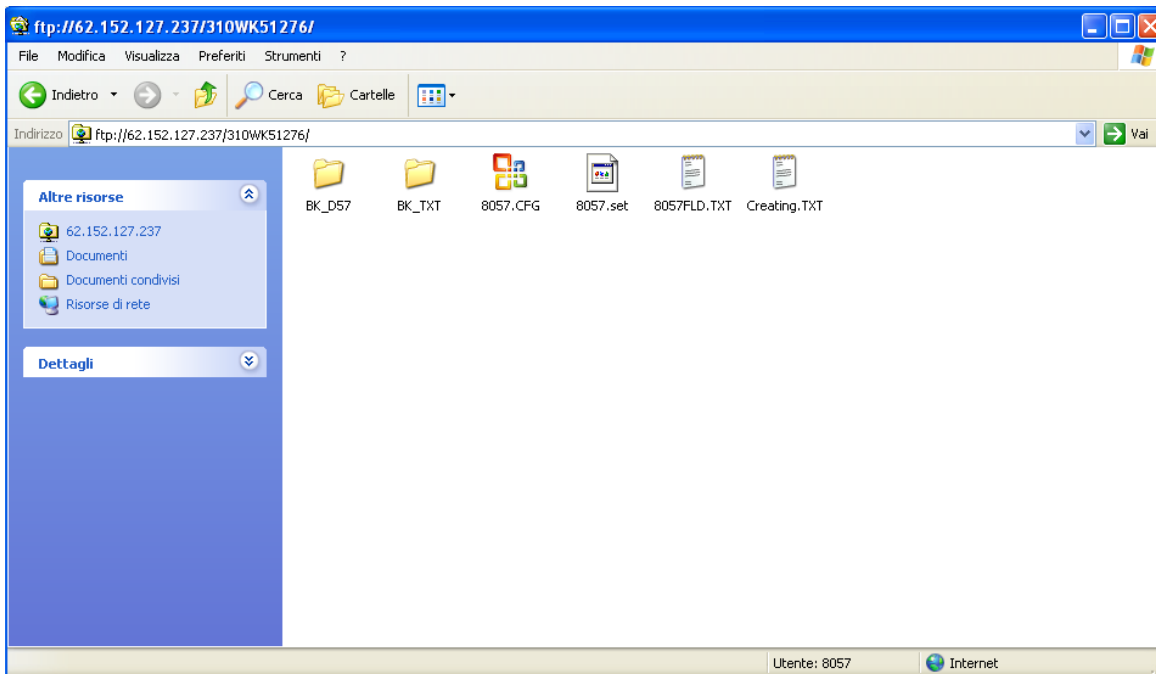 ftp://62.152.127.237/310WK51276/
File Modifica Visualizza Preferiti Strumenti ?
Indietro Cerca Cartelle
Indirizzo ftp://62.152.127.237/310WK51276/ Vai
Altre risorse
62.152.127.237
Documenti
Documenti condivisi
Risorse di rete
Dettagli
BK_D57 BK_TXT 8057.CFG 8057.set 8057FLD.TXT Creating.TXT
Utente: 8057 Internet